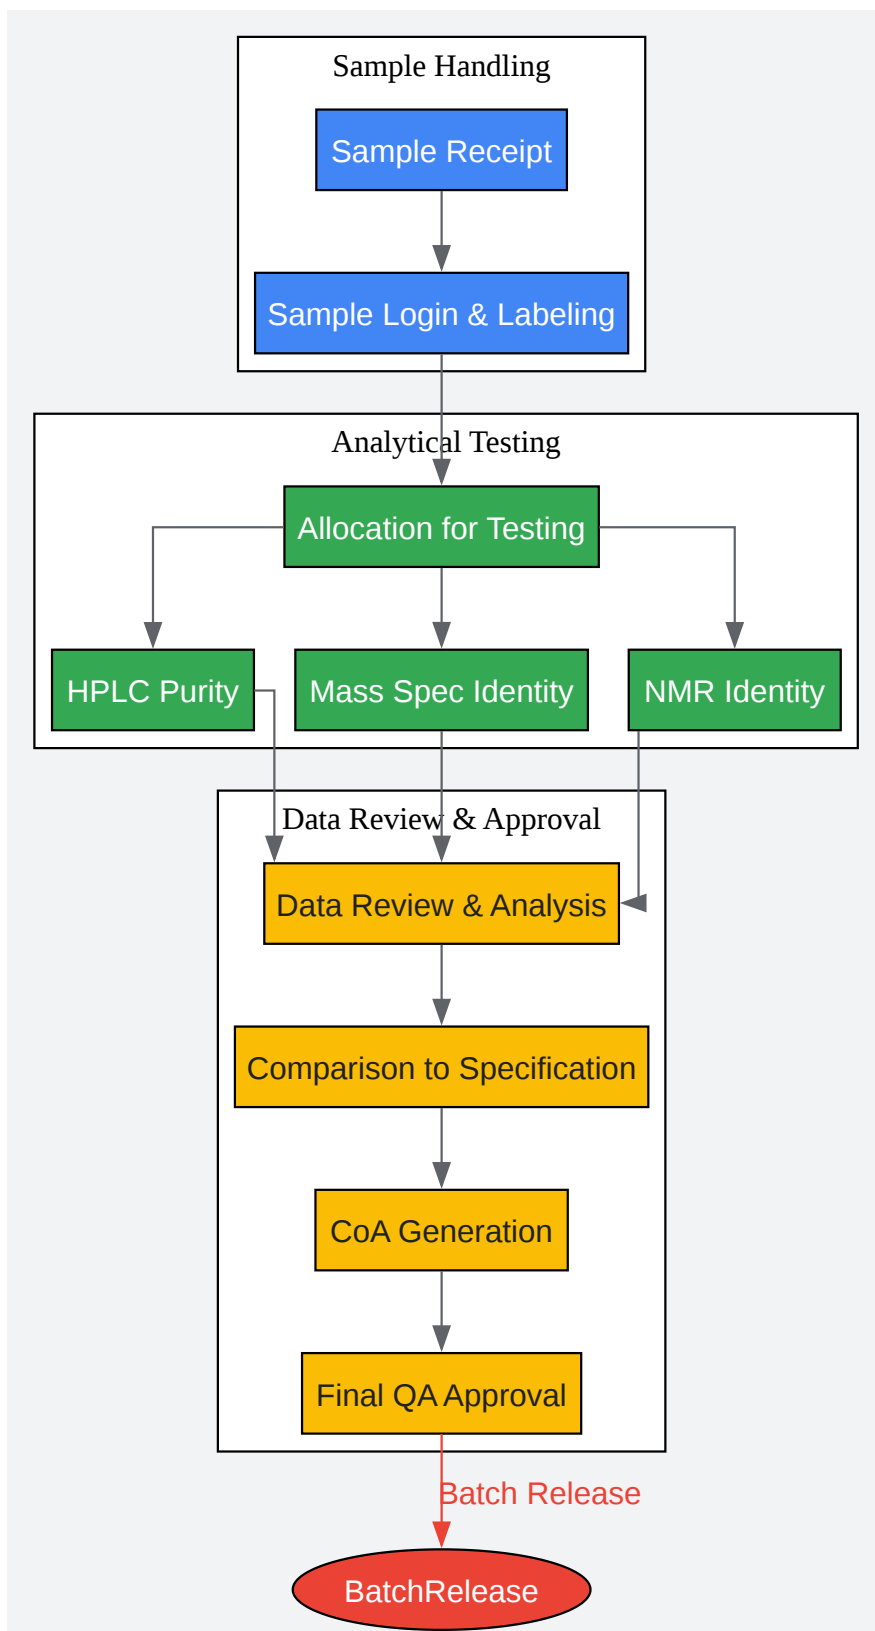 Sample Handling
Sample Receipt
Sample Login & Labeling
Analytical Testing
Allocation for Testing
HPLC Purity
Mass Spec Identity
NMR Identity
Data Review & Approval
Data Review & Analysis
Comparison to Specification
CoA Generation
Final QA Approval
Batch Release
BatchRelease